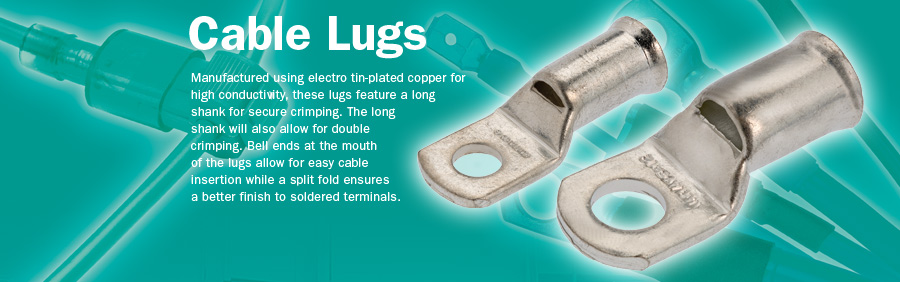 Cable Lugs
Manufactured using electro tin-plated copper for
high conductivity, these lugs feature a long
shank for secure crimping. The long
shank will also allow for double
crimping. Bell ends at the mouth
of the lugs allow for easy cable
insertion while a split fold ensures
a better finish to soldered terminals.